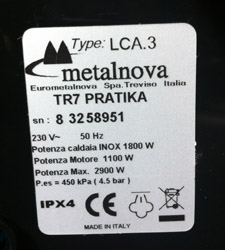 Type: LCA.3
metalnova
Eurometalnova Spa.Treviso Italia
TR7 PRATIKA
sn: 8 3258951
230 V~ 50 Hz
Potenza caldaia INOX 1800 W
Potenza Motore 1100 W
Potenza Max. 2900 W
P.es = 450 kPa ( 4.5 bar )
IPX4 CE
MADE IN ITALY